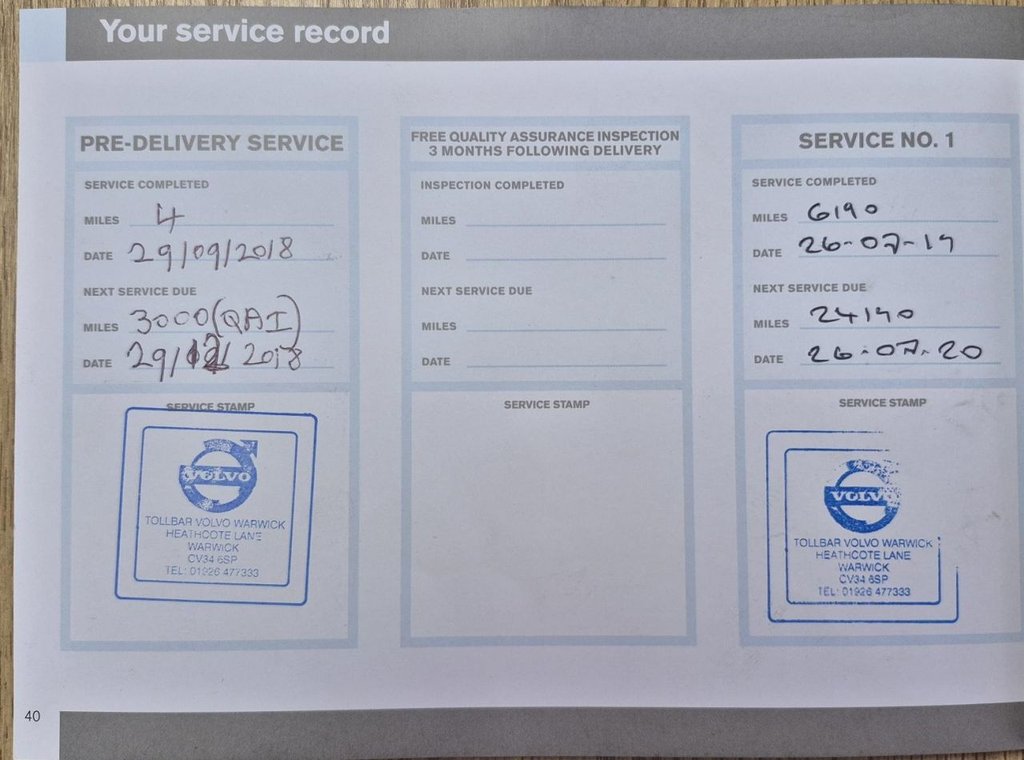 Your service record
PRE-DELIVERY SERVICE
SERVICE COMPLETED
MILES 4
DATE 29/09/2018
NEXT SERVICE DUE
MILES 3000(QAI)
DATE 29/12/2018
SERVICE STAMP
VOLVO
TOLLBAR VOLVO WARWICK
HEATHCOTE LANE
WARWICK
CV34 6SP
TEL: 01926 477333
FREE QUALITY ASSURANCE INSPECTION
3 MONTHS FOLLOWING DELIVERY
INSPECTION COMPLETED
MILES
DATE
NEXT SERVICE DUE
MILES
DATE
SERVICE STAMP
SERVICE NO. 1
SERVICE COMPLETED
MILES 6190
DATE 26-07-19
NEXT SERVICE DUE
MILES 24190
DATE 26-07-20
SERVICE STAMP
VOLVO
TOLLBAR VOLVO WARWICK
HEATHCOTE LANE
WARWICK
CV34 6SP
TEL: 01926 477333
40